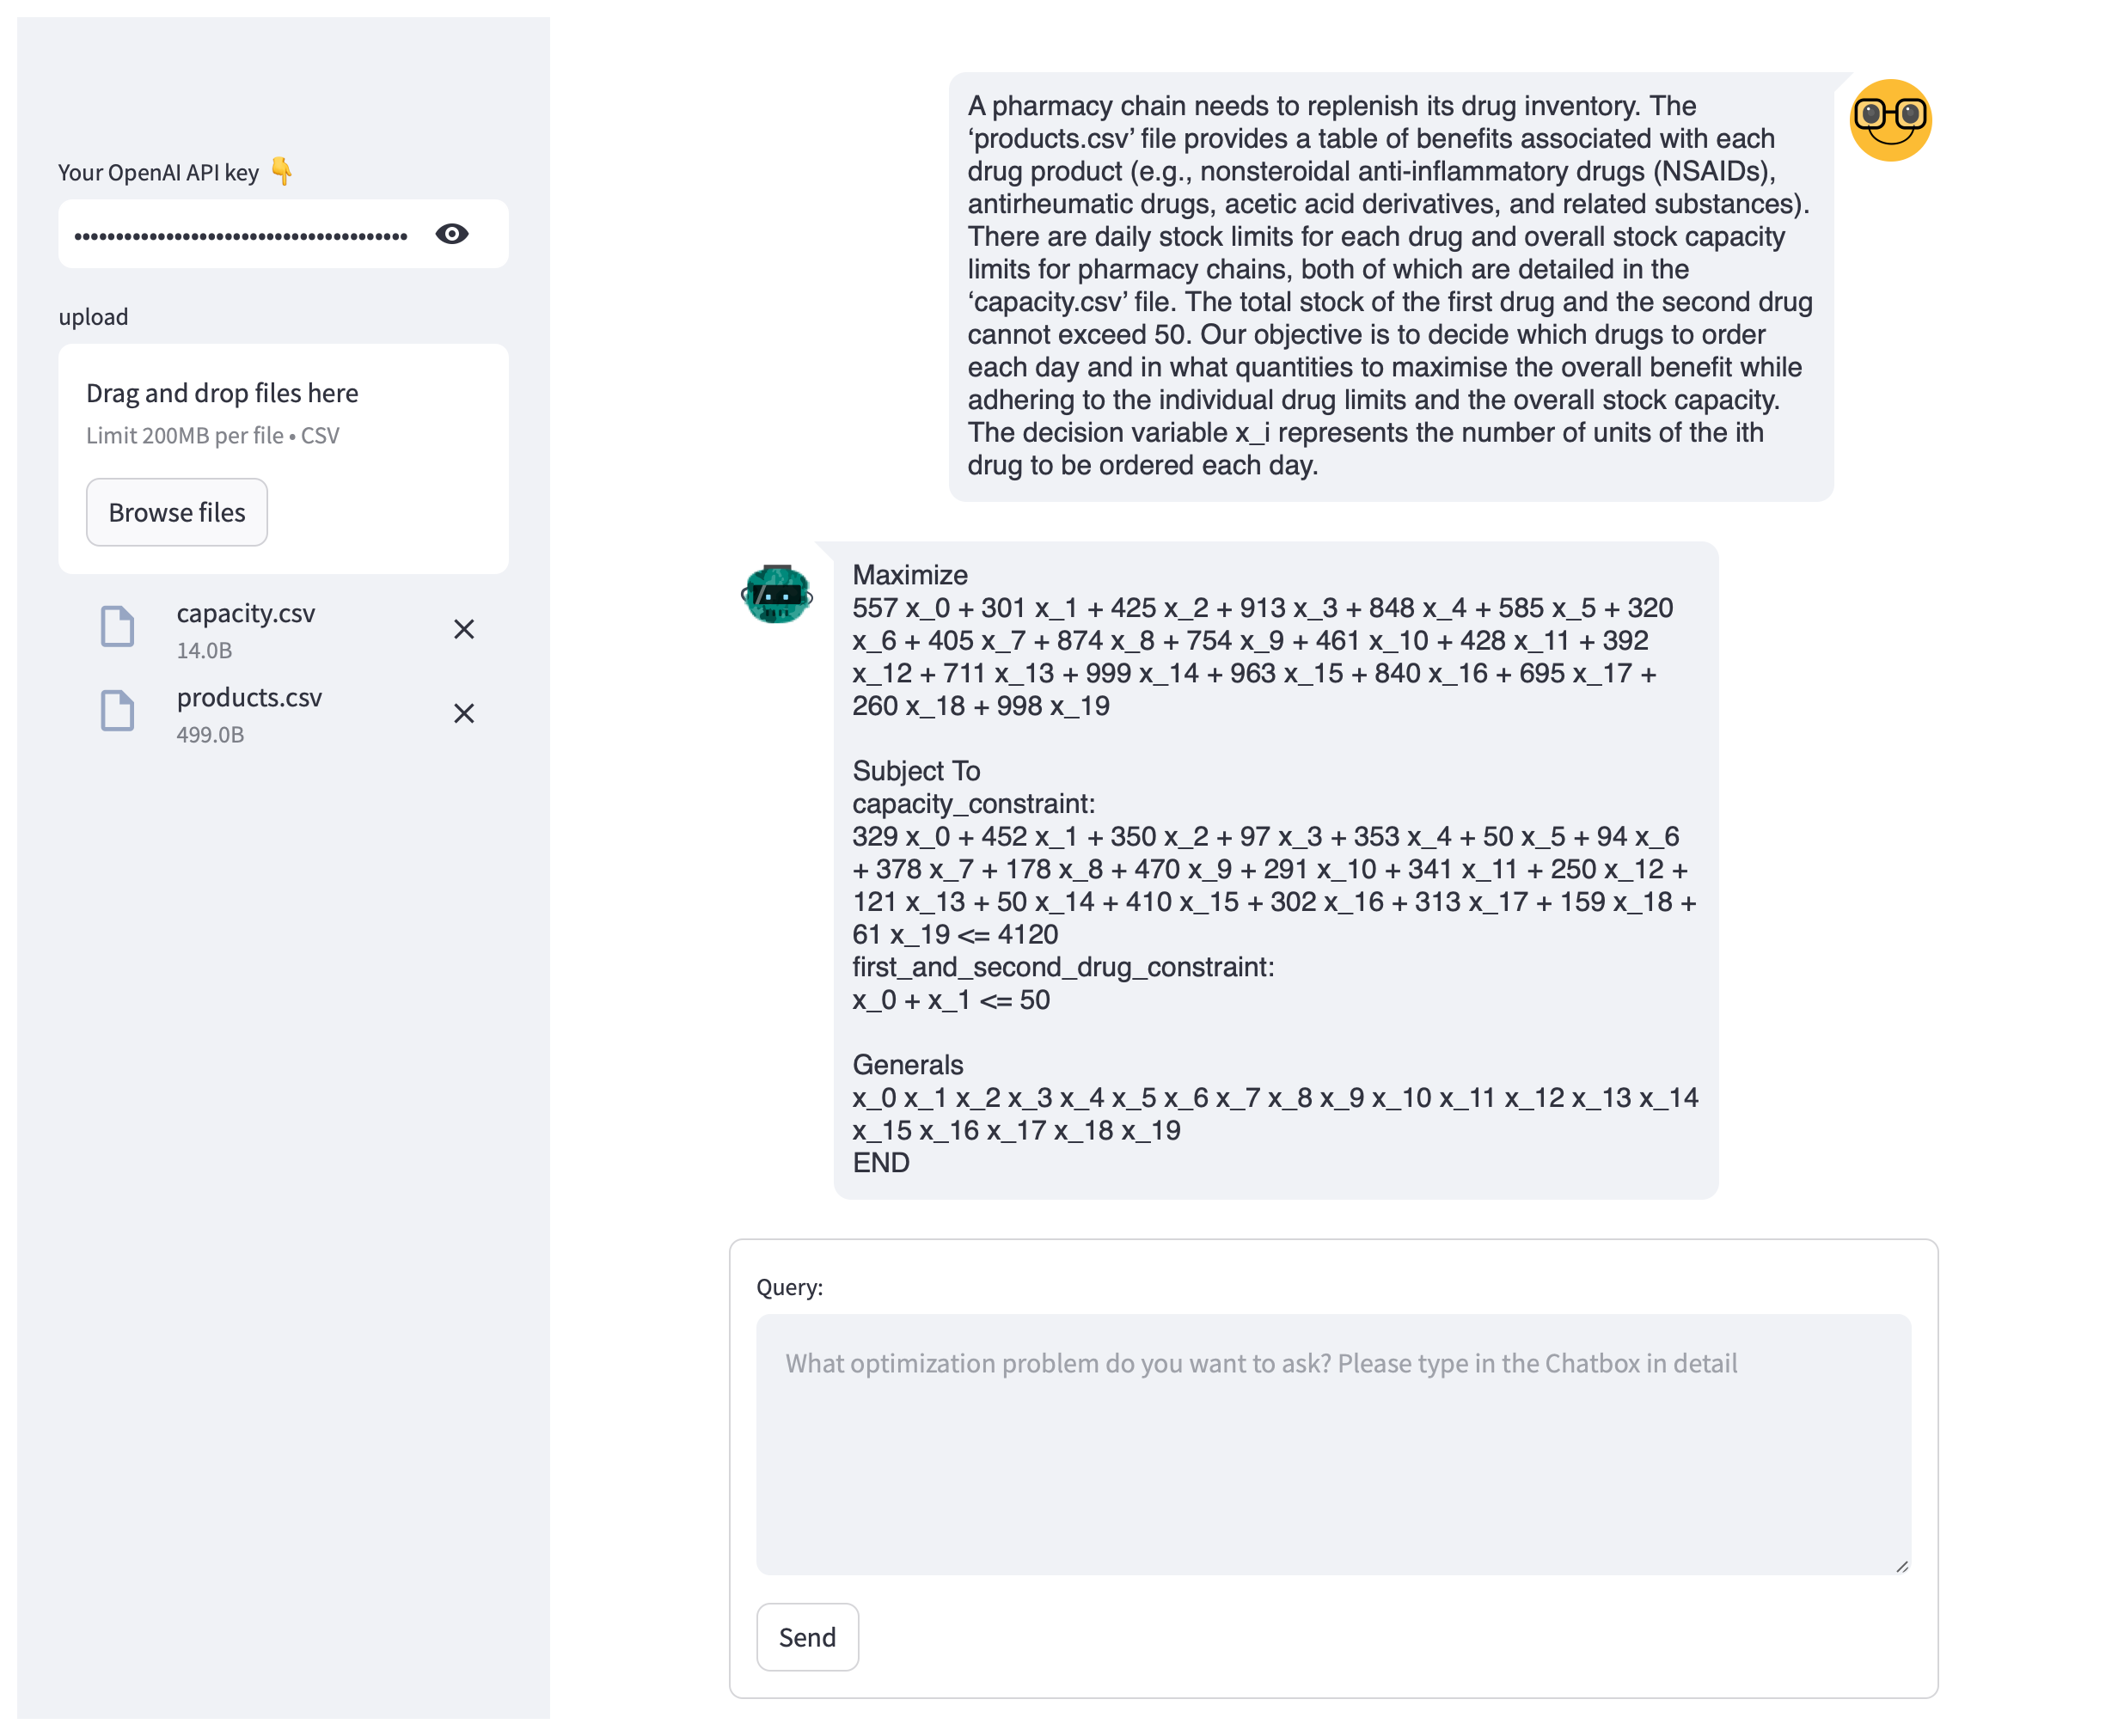 Your OpenAI API key 👇
••••••••••••••••••••••••••••••••••••••••
upload
Drag and drop files here
Limit 200MB per file • CSV
Browse files
capacity.csv
14.0B
products.csv
499.0B
A pharmacy chain needs to replenish its drug inventory. The
‘products.csv’ file provides a table of benefits associated with each
drug product (e.g., nonsteroidal anti-inflammatory drugs (NSAIDs),
antirheumatic drugs, acetic acid derivatives, and related substances).
There are daily stock limits for each drug and overall stock capacity
limits for pharmacy chains, both of which are detailed in the
‘capacity.csv’ file. The total stock of the first drug and the second drug
cannot exceed 50. Our objective is to decide which drugs to order
each day and in what quantities to maximise the overall benefit while
adhering to the individual drug limits and the overall stock capacity.
The decision variable x_i represents the number of units of the ith
drug to be ordered each day.
Maximize
557 x_0 + 301 x_1 + 425 x_2 + 913 x_3 + 848 x_4 + 585 x_5 + 320
x_6 + 405 x_7 + 874 x_8 + 754 x_9 + 461 x_10 + 428 x_11 + 392
x_12 + 711 x_13 + 999 x_14 + 963 x_15 + 840 x_16 + 695 x_17 +
260 x_18 + 998 x_19
Subject To
capacity_constraint:
329 x_0 + 452 x_1 + 350 x_2 + 97 x_3 + 353 x_4 + 50 x_5 + 94 x_6
+ 378 x_7 + 178 x_8 + 470 x_9 + 291 x_10 + 341 x_11 + 250 x_12 +
121 x_13 + 50 x_14 + 410 x_15 + 302 x_16 + 313 x_17 + 159 x_18 +
61 x_19 <= 4120
first_and_second_drug_constraint:
x_0 + x_1 <= 50
Generals
x_0 x_1 x_2 x_3 x_4 x_5 x_6 x_7 x_8 x_9 x_10 x_11 x_12 x_13 x_14
x_15 x_16 x_17 x_18 x_19
END
Query:
What optimization problem do you want to ask? Please type in the Chatbox in detail
Send